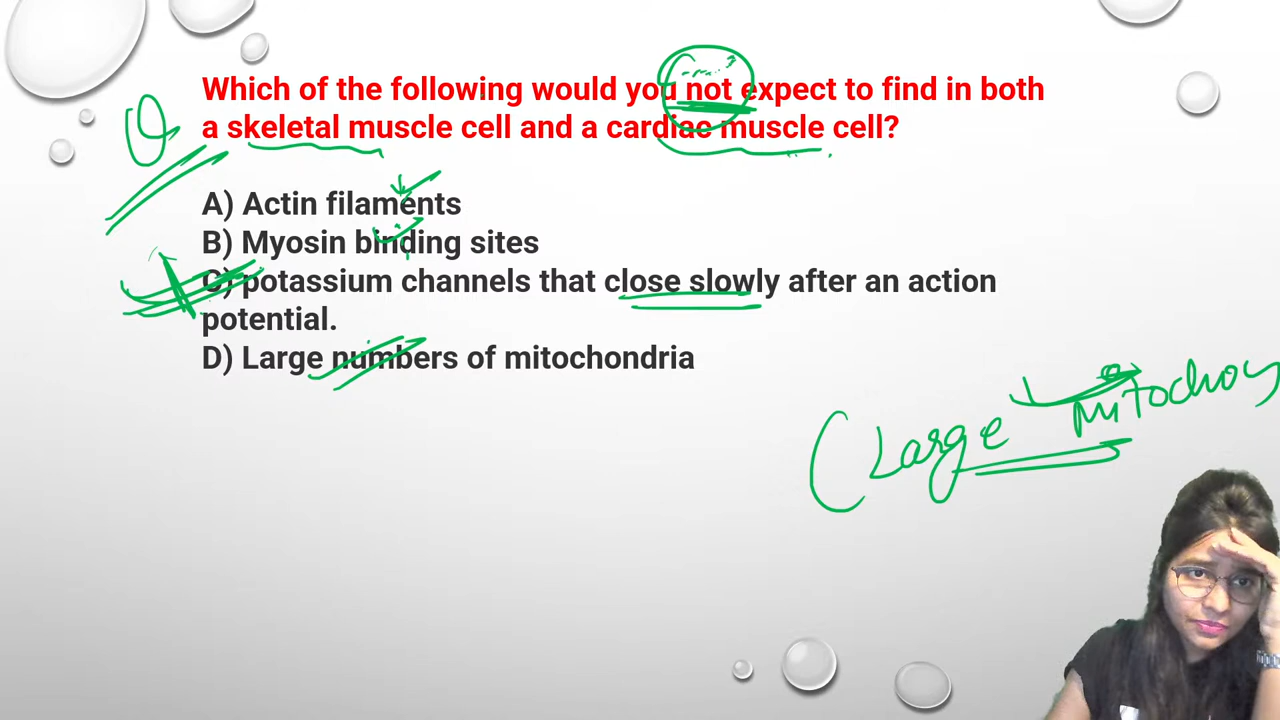 Which of the following would you not expect to find in both
a skeletal muscle cell and a cardiac muscle cell?
A) Actin filaments
B) Myosin binding sites
C) potassium channels that close slowly after an action
potential.
D) Large numbers of mitochondria
(Large